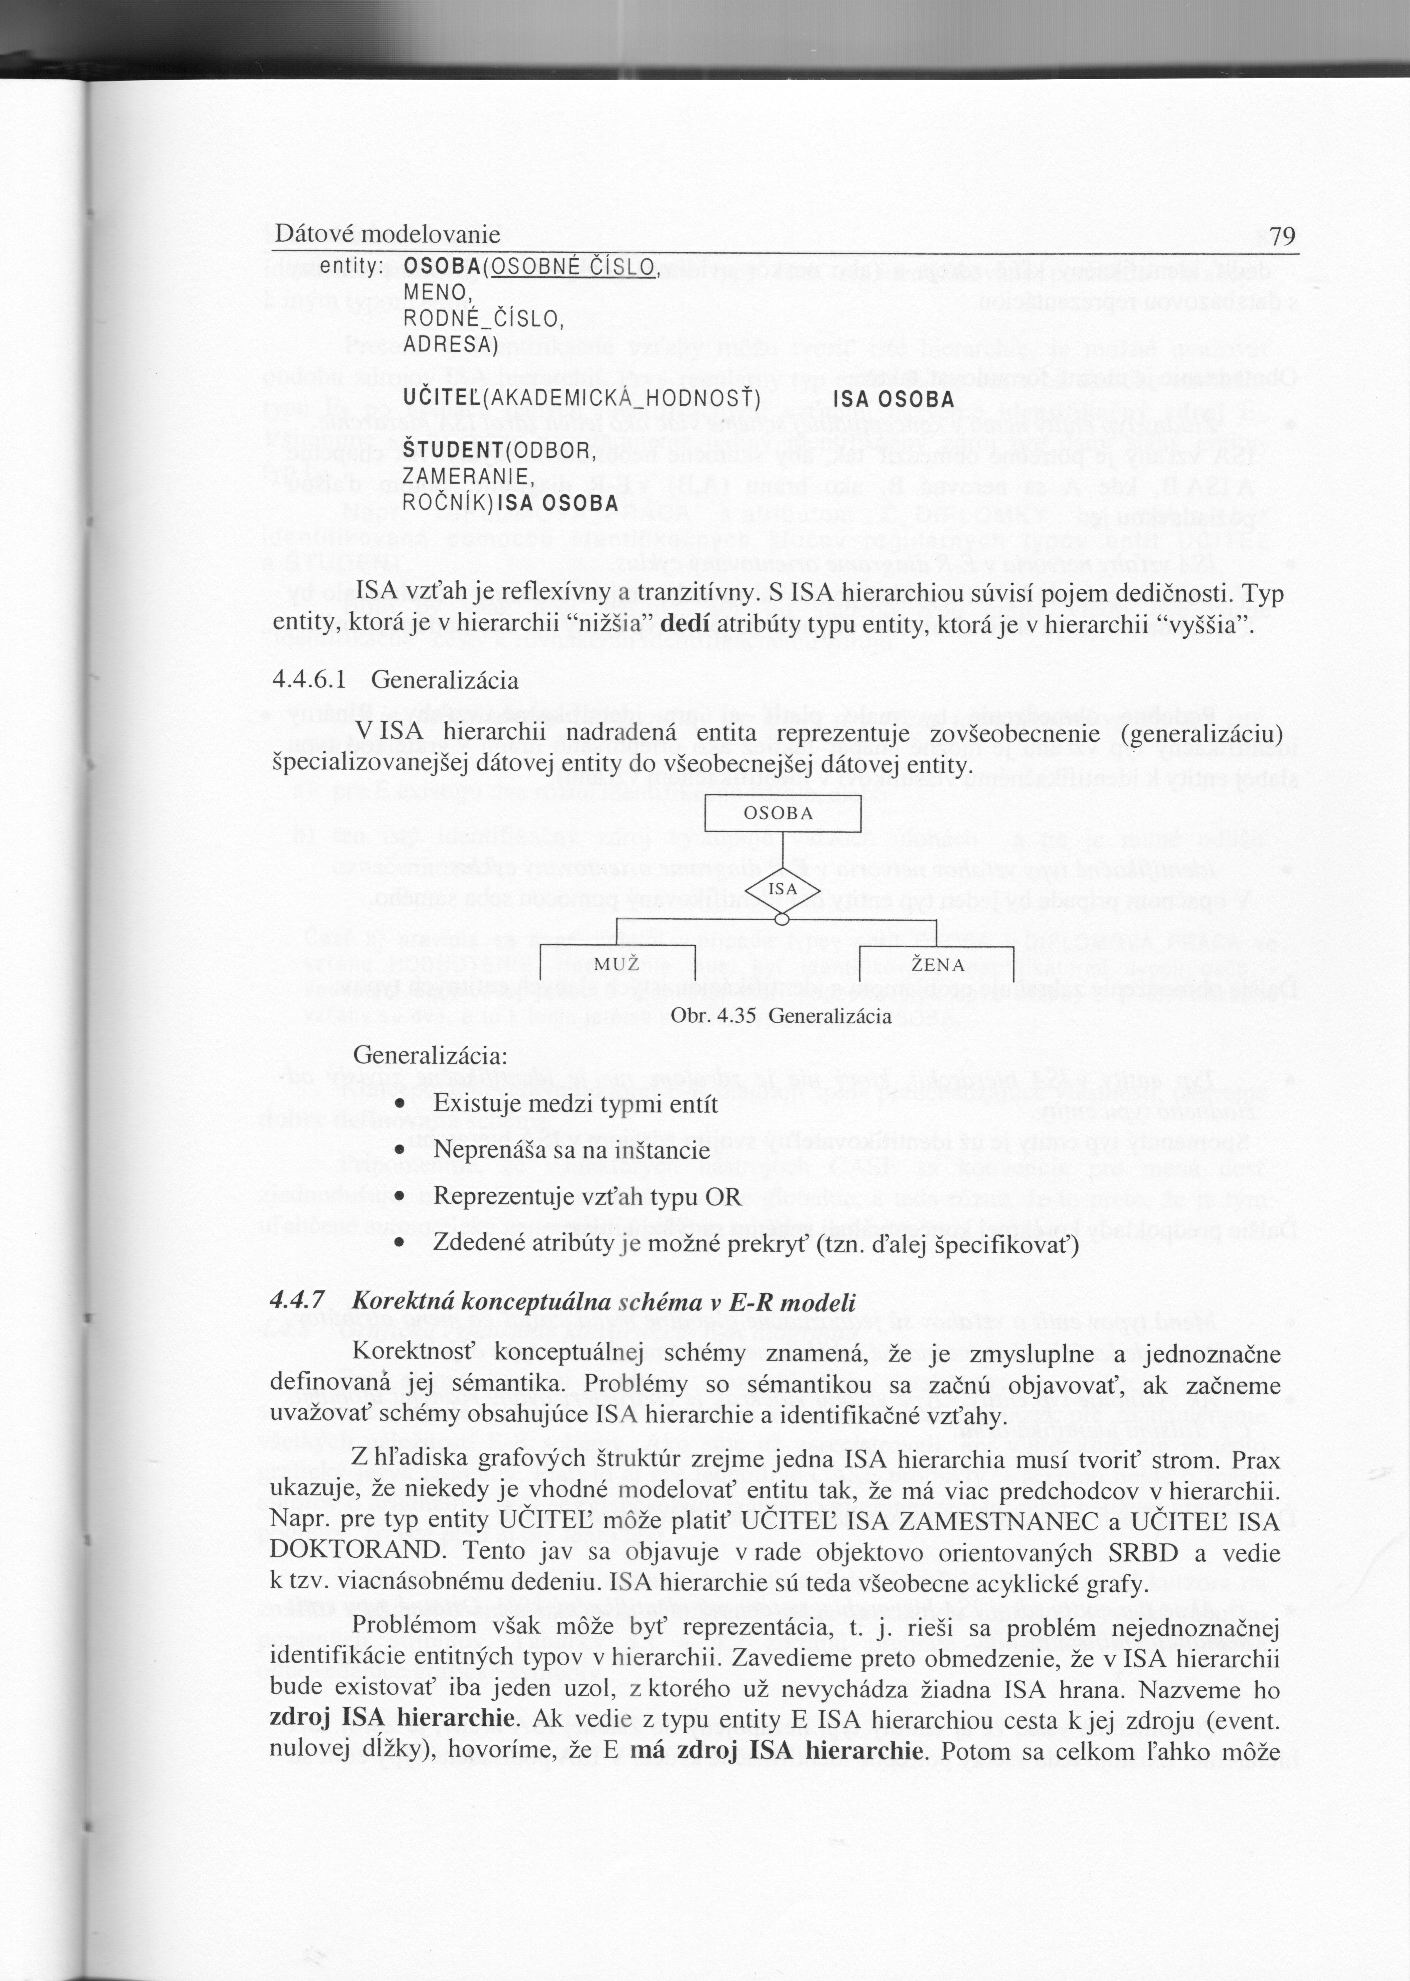 Dátové modelovanie 79
entity: OSOBA(OSOBNÉ ČÍSLO,
MENO,
RODNÉ_ČÍSLO,
ADRESA)
UČITEĽ(AKADEMICKÁ_HODNOSŤ) ISA OSOBA
ŠTUDENT(ODBOR,
ZAMERANIE,
ROČNÍK)ISA OSOBA
ISA vzťah je reflexívny a tranzitívny. S ISA hierarchiou súvisí pojem dedičnosti. Typ
entity, ktorá je v hierarchii “nižšia” dedí atribúty typu entity, ktorá je v hierarchii “vyššia”.
4.4.6.1 Generalizácia
V ISA hierarchii nadradená entita reprezentuje zovšeobecnenie (generalizáciu)
špecializovanejšej dátovej entity do všeobecnejšej dátovej entity.
OSOBA
ISA
MUŽ ŽENA
Obr. 4.35 Generalizácia
Generalizácia:
• Existuje medzi typmi entít
• Neprenáša sa na inštancie
• Reprezentuje vzťah typu OR
• Zdedené atribúty je možné prekryť (tzn. ďalej špecifikovať)
4.4.7 Korektná konceptuálna schéma v E-R modeli
Korektnosť konceptuálnej schémy znamená, že je zmysluplne a jednoznačne
definovaná jej sémantika. Problémy so sémantikou sa začnú objavovať, ak začneme
uvažovať schémy obsahujúce ISA hierarchie a identifikačné vzťahy.
Z hľadiska grafových štruktúr zrejme jedna ISA hierarchia musí tvoriť strom. Prax
ukazuje, že niekedy je vhodné modelovať entitu tak, že má viac predchodcov v hierarchii.
Napr. pre typ entity UČITEĽ môže platiť UČITEĽ ISA ZAMESTNANEC a UČITEĽ ISA
DOKTORAND. Tento jav sa objavuje v rade objektovo orientovaných SRBD a vedie
k tzv. viacnásobnému dedeniu. ISA hierarchie sú teda všeobecne acyklické grafy.
Problémom však môže byť reprezentácia, t. j. rieši sa problém nejednoznačnej
identifikácie entitných typov v hierarchii. Zavedieme preto obmedzenie, že v ISA hierarchii
bude existovať iba jeden uzol, z ktorého už nevychádza žiadna ISA hrana. Nazveme ho
zdroj ISA hierarchie. Ak vedie z typu entity E ISA hierarchiou cesta k jej zdroju (event.
nulovej dĺžky), hovoríme, že E má zdroj ISA hierarchie. Potom sa celkom ľahko môže